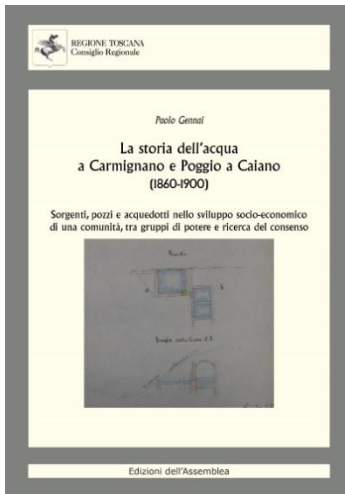 REGIONE TOSCANA
Consiglio Regionale
Paolo Gennai
La storia dell'acqua
a Carmignano e Poggio a Caiano
(1860-1900)
Sorgenti, pozzi e acquedotti nello sviluppo socio-economico
di una comunità, tra gruppi di potere e ricerca del consenso
Edizioni dell'Assemblea